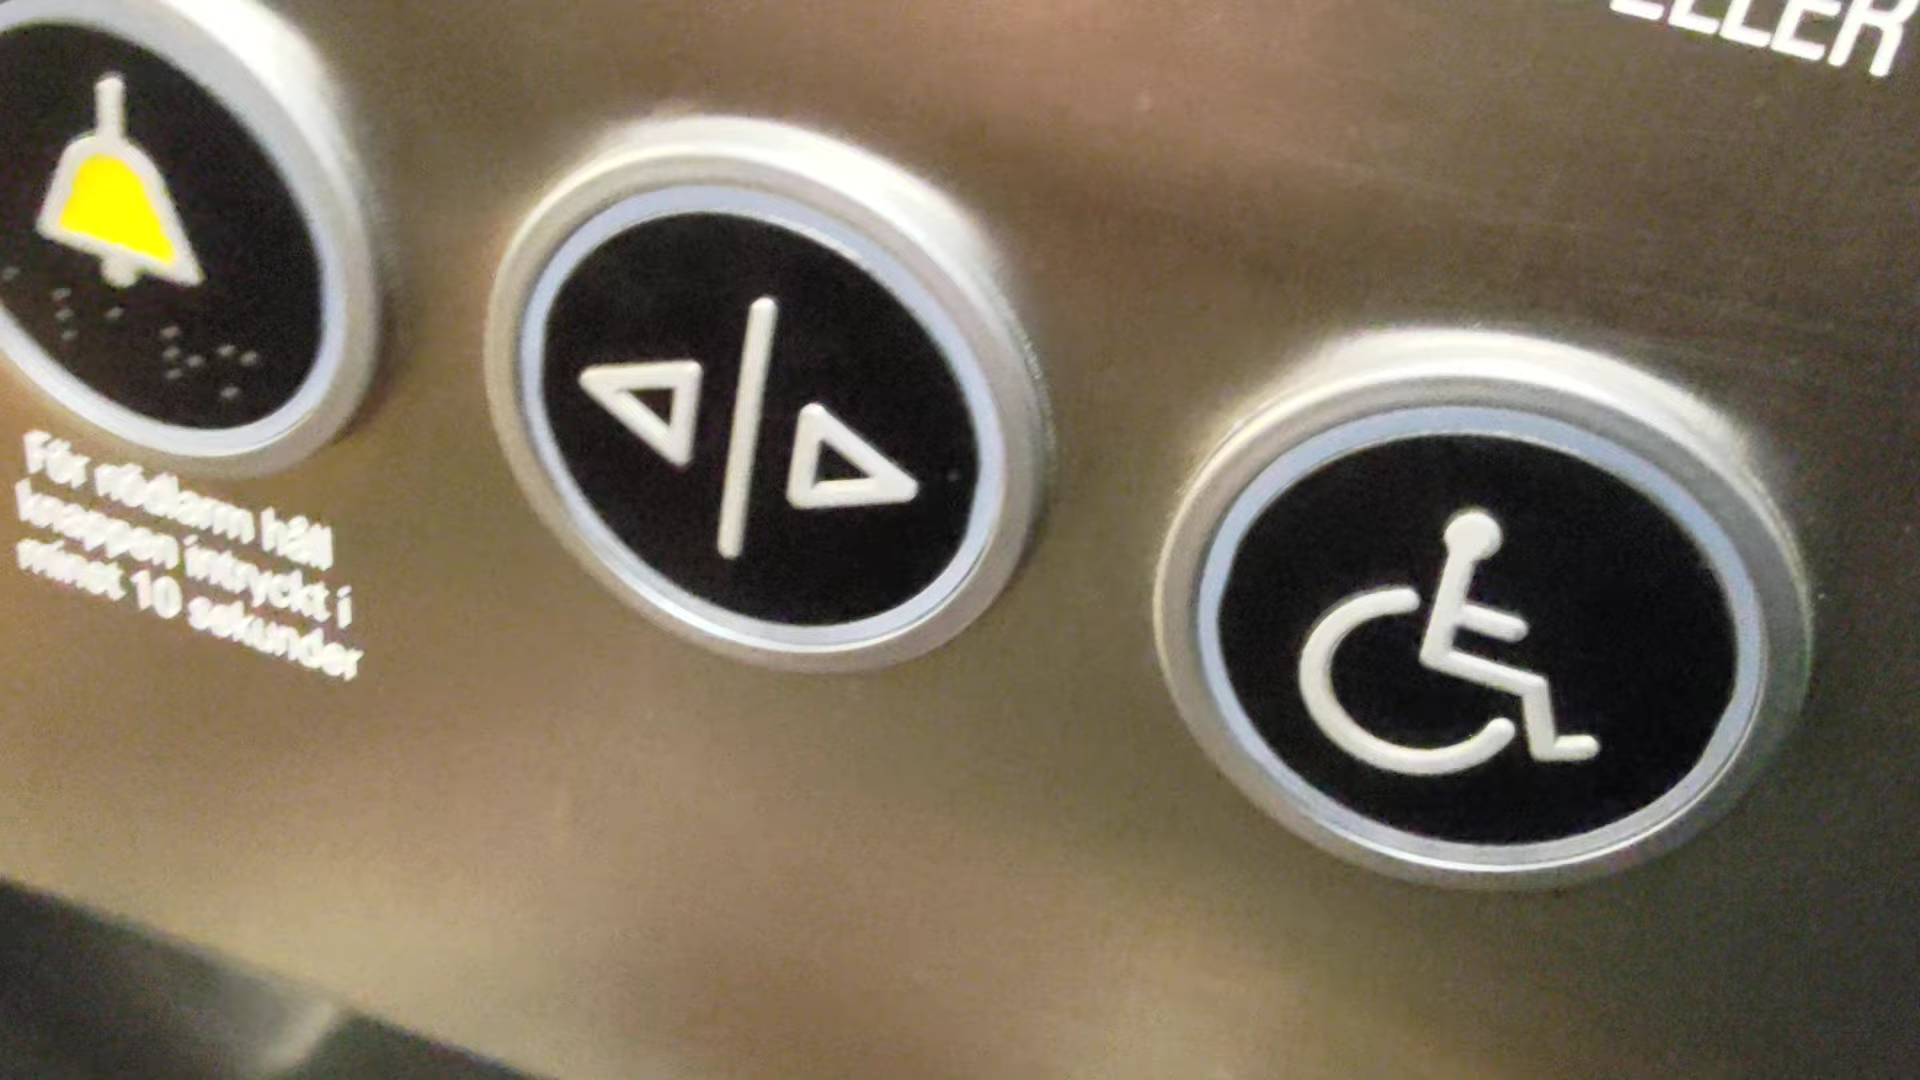 ELLER
För nödlarm håll
knappen intryckt i
minst 10 sekunder